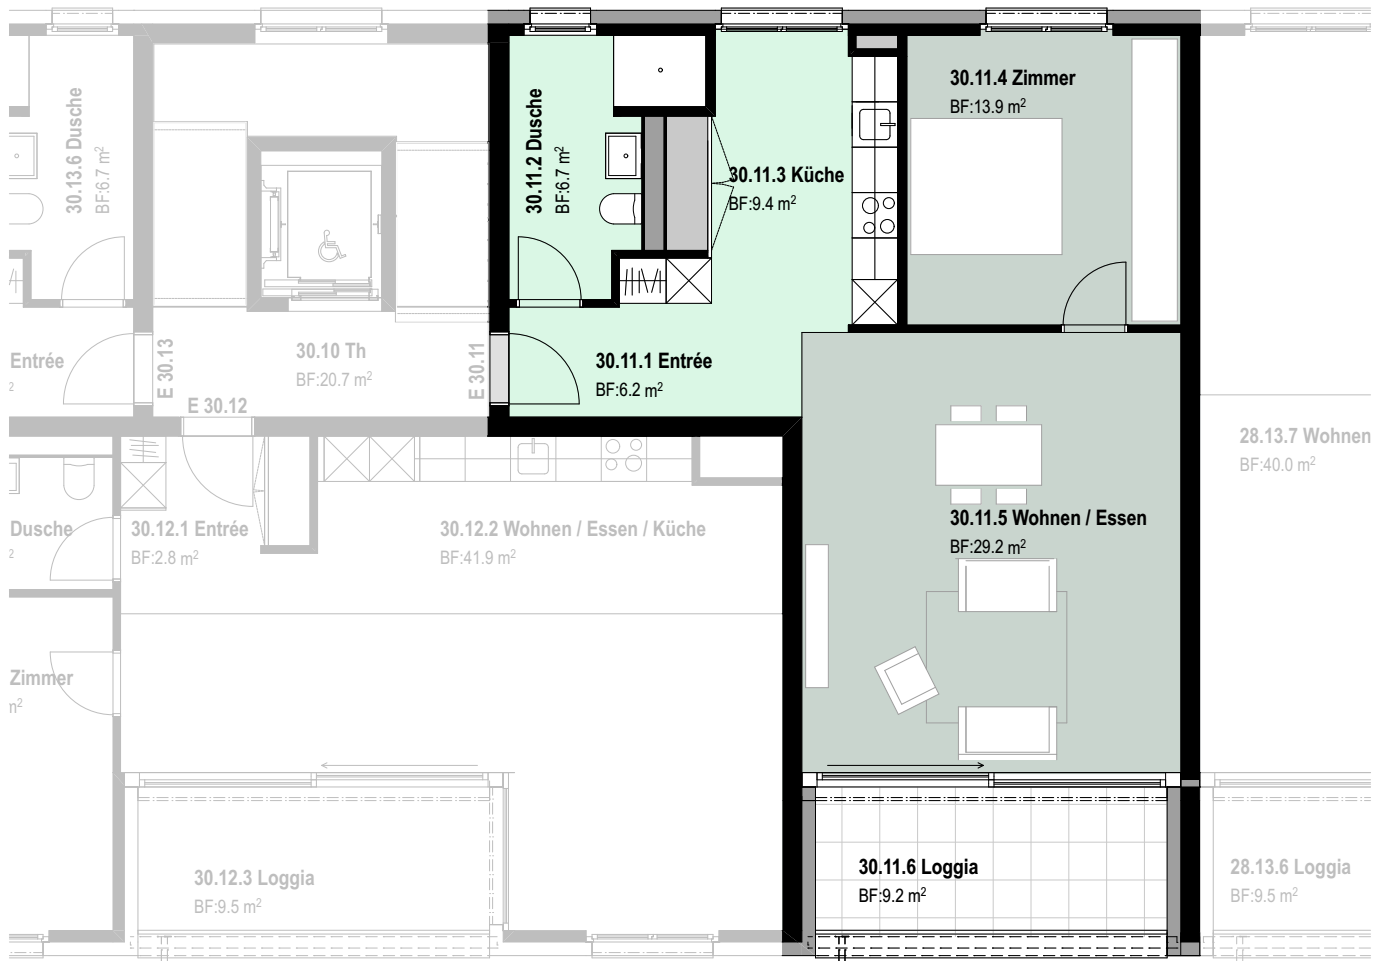 30.13.6 Dusche
BF:6.7 m²
30.11.2 Dusche
BF:6.7 m²
30.11.3 Küche
BF:9.4 m²
30.11.4 Zimmer
BF:13.9 m²
Entrée
²
E 30.13
E 30.12
30.10 Th
BF:20.7 m²
E 30.11
30.11.1 Entrée
BF:6.2 m²
28.13.7 Wohnen
BF:40.0 m²
Dusche
²
30.12.1 Entrée
BF:2.8 m²
30.12.2 Wohnen / Essen / Küche
BF:41.9 m²
30.11.5 Wohnen / Essen
BF:29.2 m²
Zimmer
m²
30.12.3 Loggia
BF:9.5 m²
30.11.6 Loggia
BF:9.2 m²
28.13.6 Loggia
BF:9.5 m²